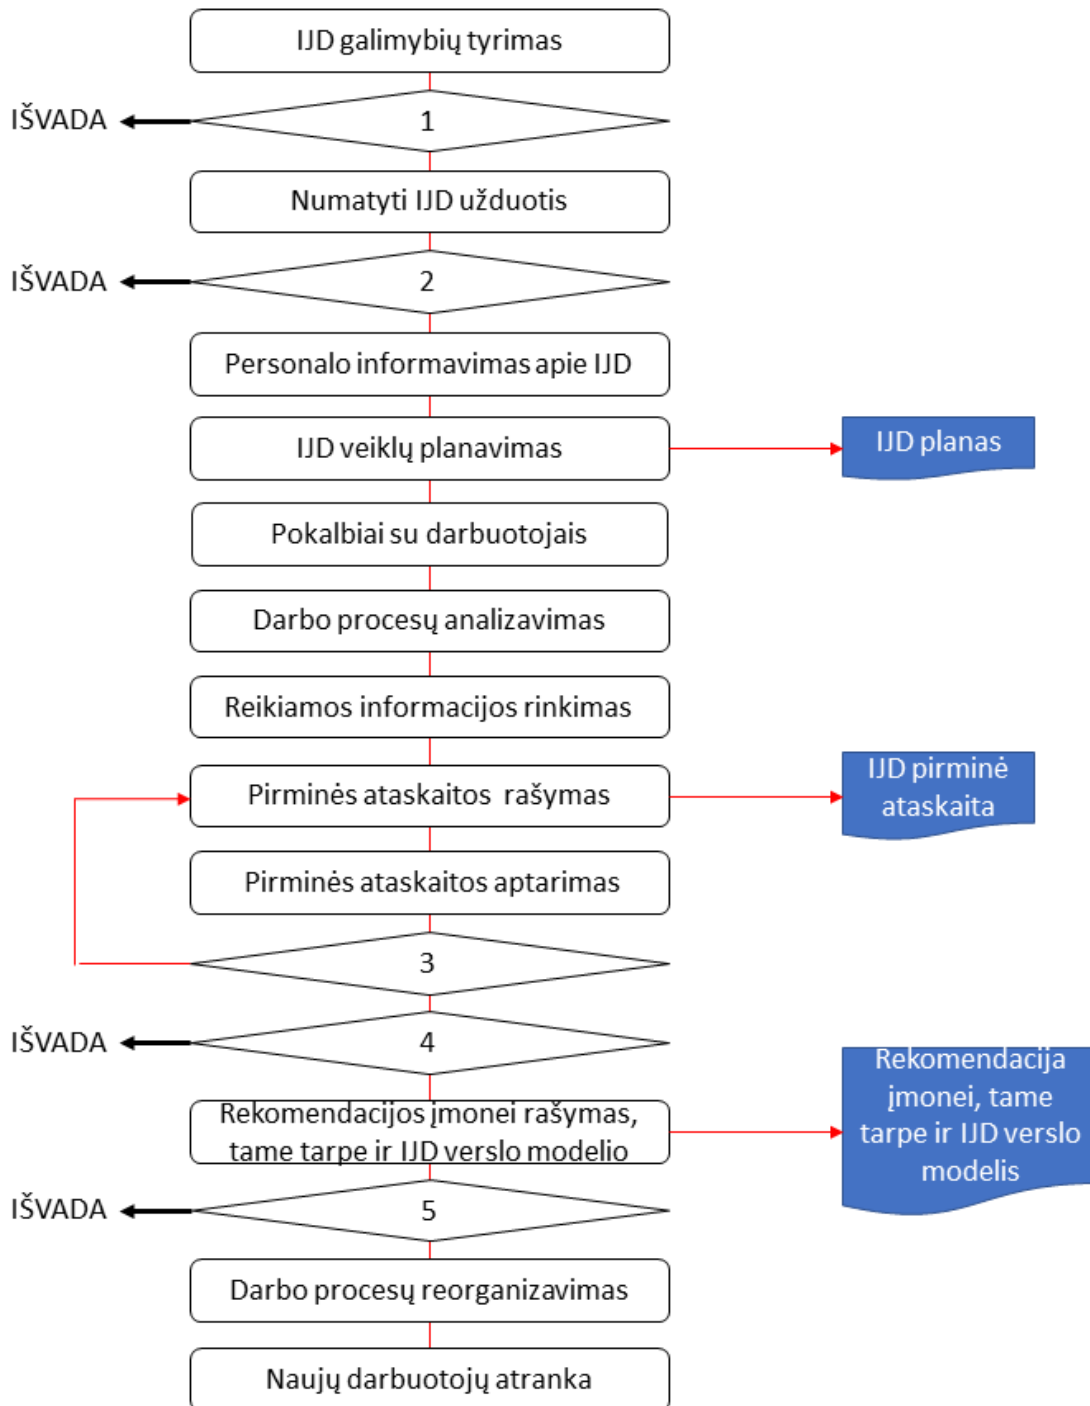 IJD galimybių tyrimas
IŠVADA
1
Numatyti IJD užduotis
IŠVADA
2
Personalo informavimas apie IJD
IJD veiklų planavimas
IJD planas
Pokalbiai su darbuotojais
Darbo procesų analizavimas
Reikiamos informacijos rinkimas
Pirminės ataskaitos rašymas
IJD pirminė
ataskaita
Pirminės ataskaitos aptarimas
3
IŠVADA
4
Rekomendacijos įmonei rašymas,
tame tarpe ir IJD verslo modelio
Rekomendacija
įmonei, tame
tarpe ir IJD verslo
modelis
IŠVADA
5
Darbo procesų reorganizavimas
Naujų darbuotojų atranka